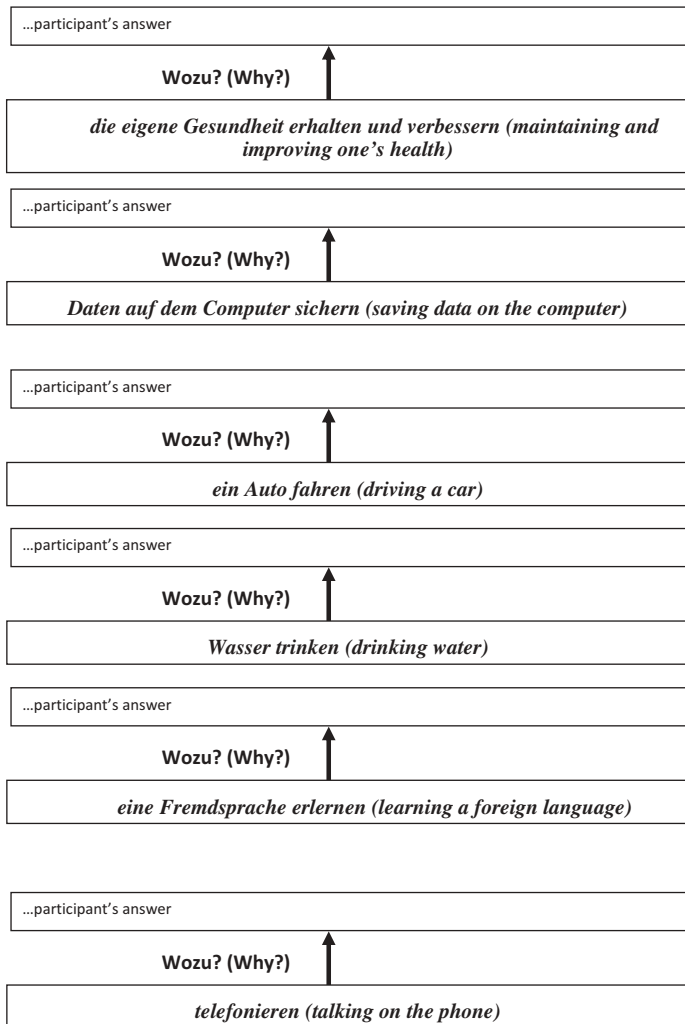 …participant’s answer
Wozu? (Why?)
die eigene Gesundheit erhalten und verbessern (maintaining and
improving one’s health)
…participant’s answer
Wozu? (Why?)
Daten auf dem Computer sichern (saving data on the computer)
…participant’s answer
Wozu? (Why?)
ein Auto fahren (driving a car)
…participant’s answer
Wozu? (Why?)
Wasser trinken (drinking water)
…participant’s answer
Wozu? (Why?)
eine Fremdsprache erlernen (learning a foreign language)
…participant’s answer
Wozu? (Why?)
telefonieren (talking on the phone)